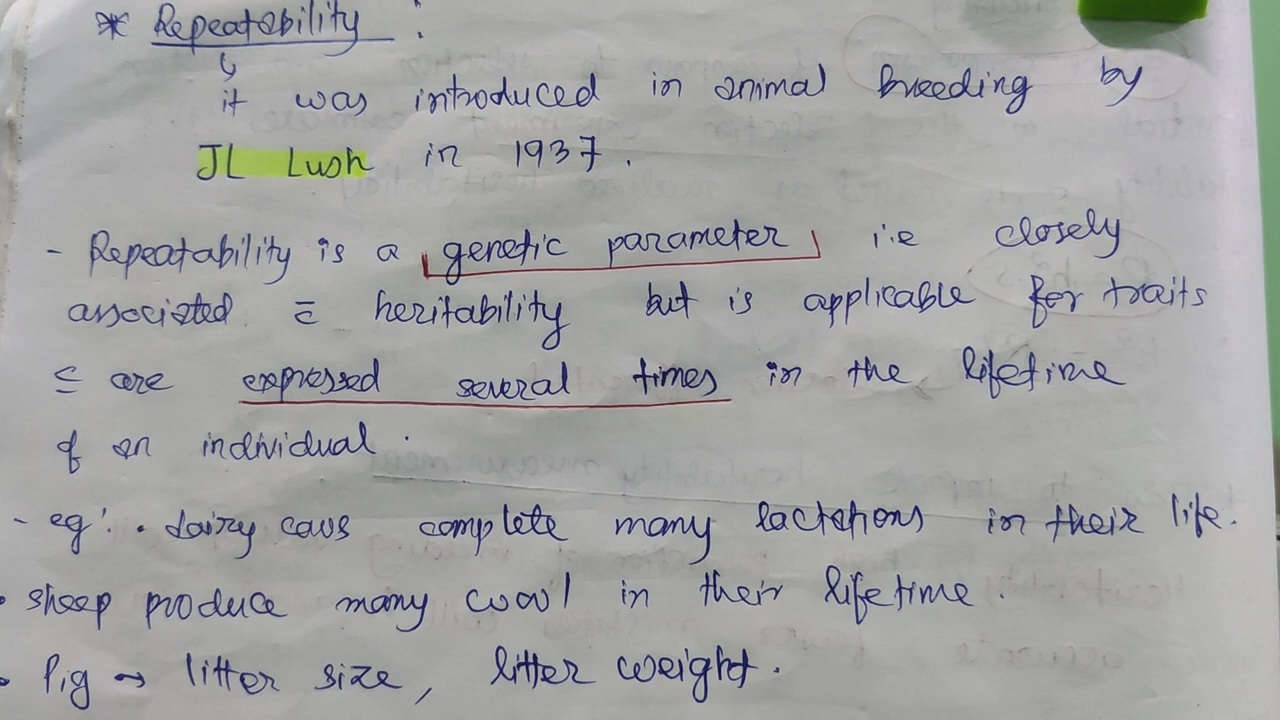 * Repeatability :
↳
it was introduced in animal breeding by
JL Lush in 1937.
- Repeatability is a genetic parameter i.e closely
associated c̄ heritability but is applicable for traits
c̲ are expressed several times in the lifetime
of an individual.
- eg: • dairy cows complete many lactations in their life.
• sheep produce many wool in their lifetime.
• Pig → litter size, litter weight.